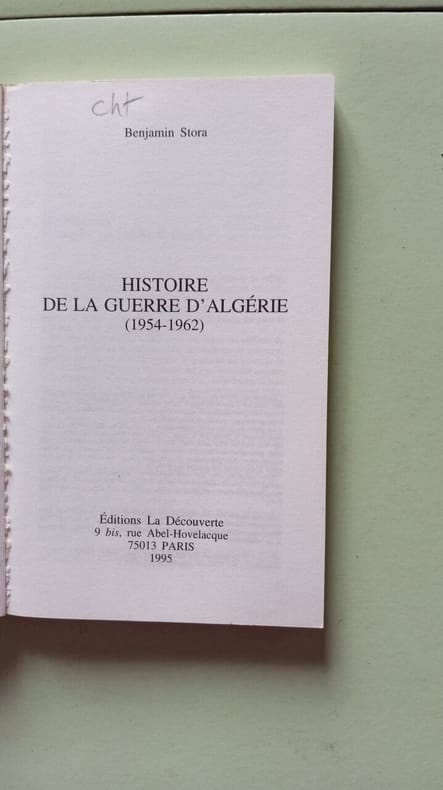 cht
Benjamin Stora
HISTOIRE
DE LA GUERRE D'ALGÉRIE
(1954-1962)
Éditions La Découverte
9 bis, rue Abel-Hovelacque
75013 PARIS
1995